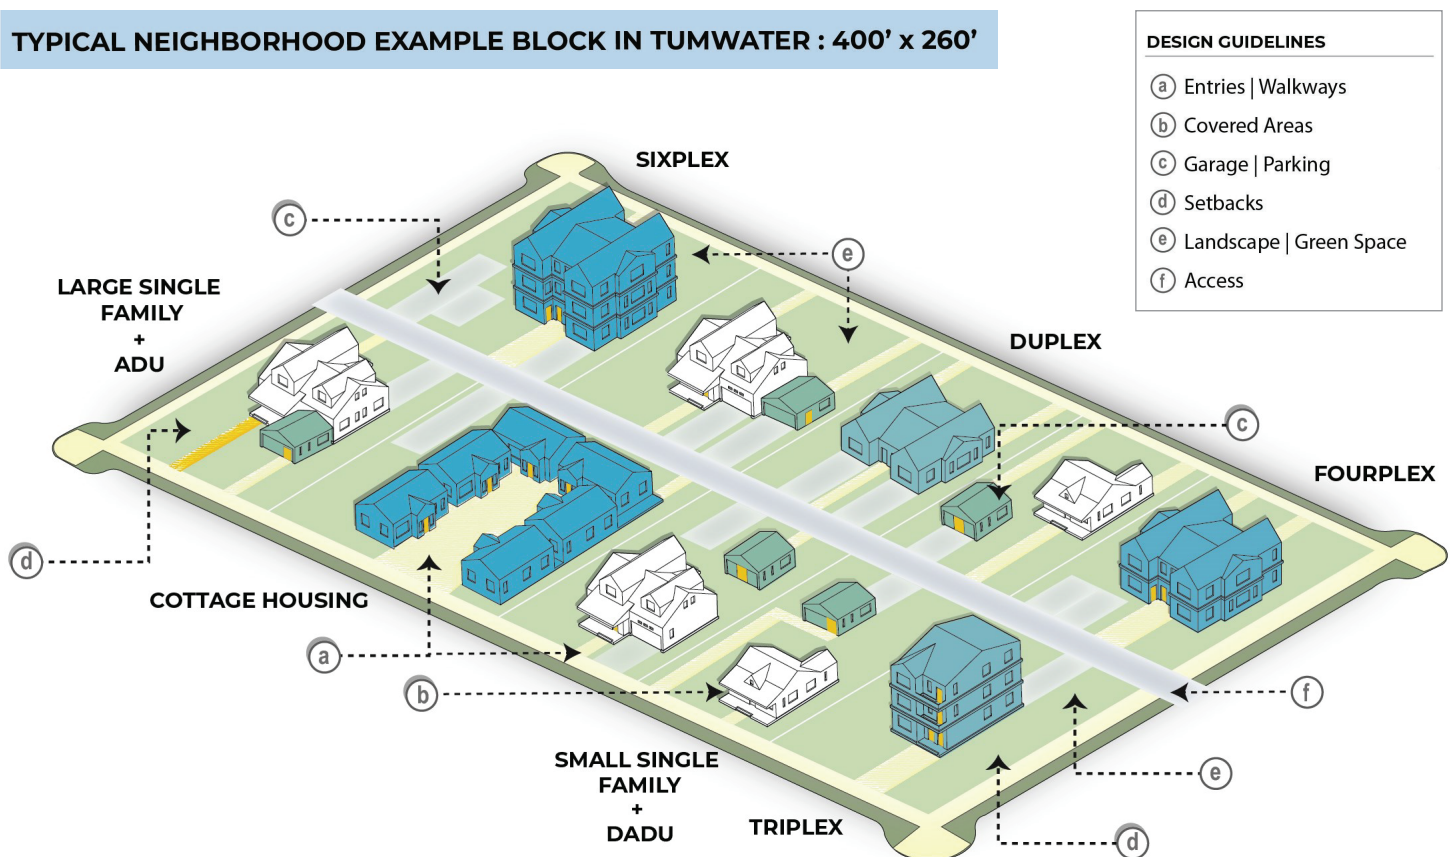 TYPICAL NEIGHBORHOOD EXAMPLE BLOCK IN TUMWATER : 400’ x 260’
DESIGN GUIDELINES
a Entries | Walkways
b Covered Areas
c Garage | Parking
d Setbacks
e Landscape | Green Space
f Access
SIXPLEX
c
e
LARGE SINGLE
FAMILY
+
ADU
DUPLEX
c
FOURPLEX
d
COTTAGE HOUSING
a
b
f
SMALL SINGLE
FAMILY
+
DADU
e
TRIPLEX
d